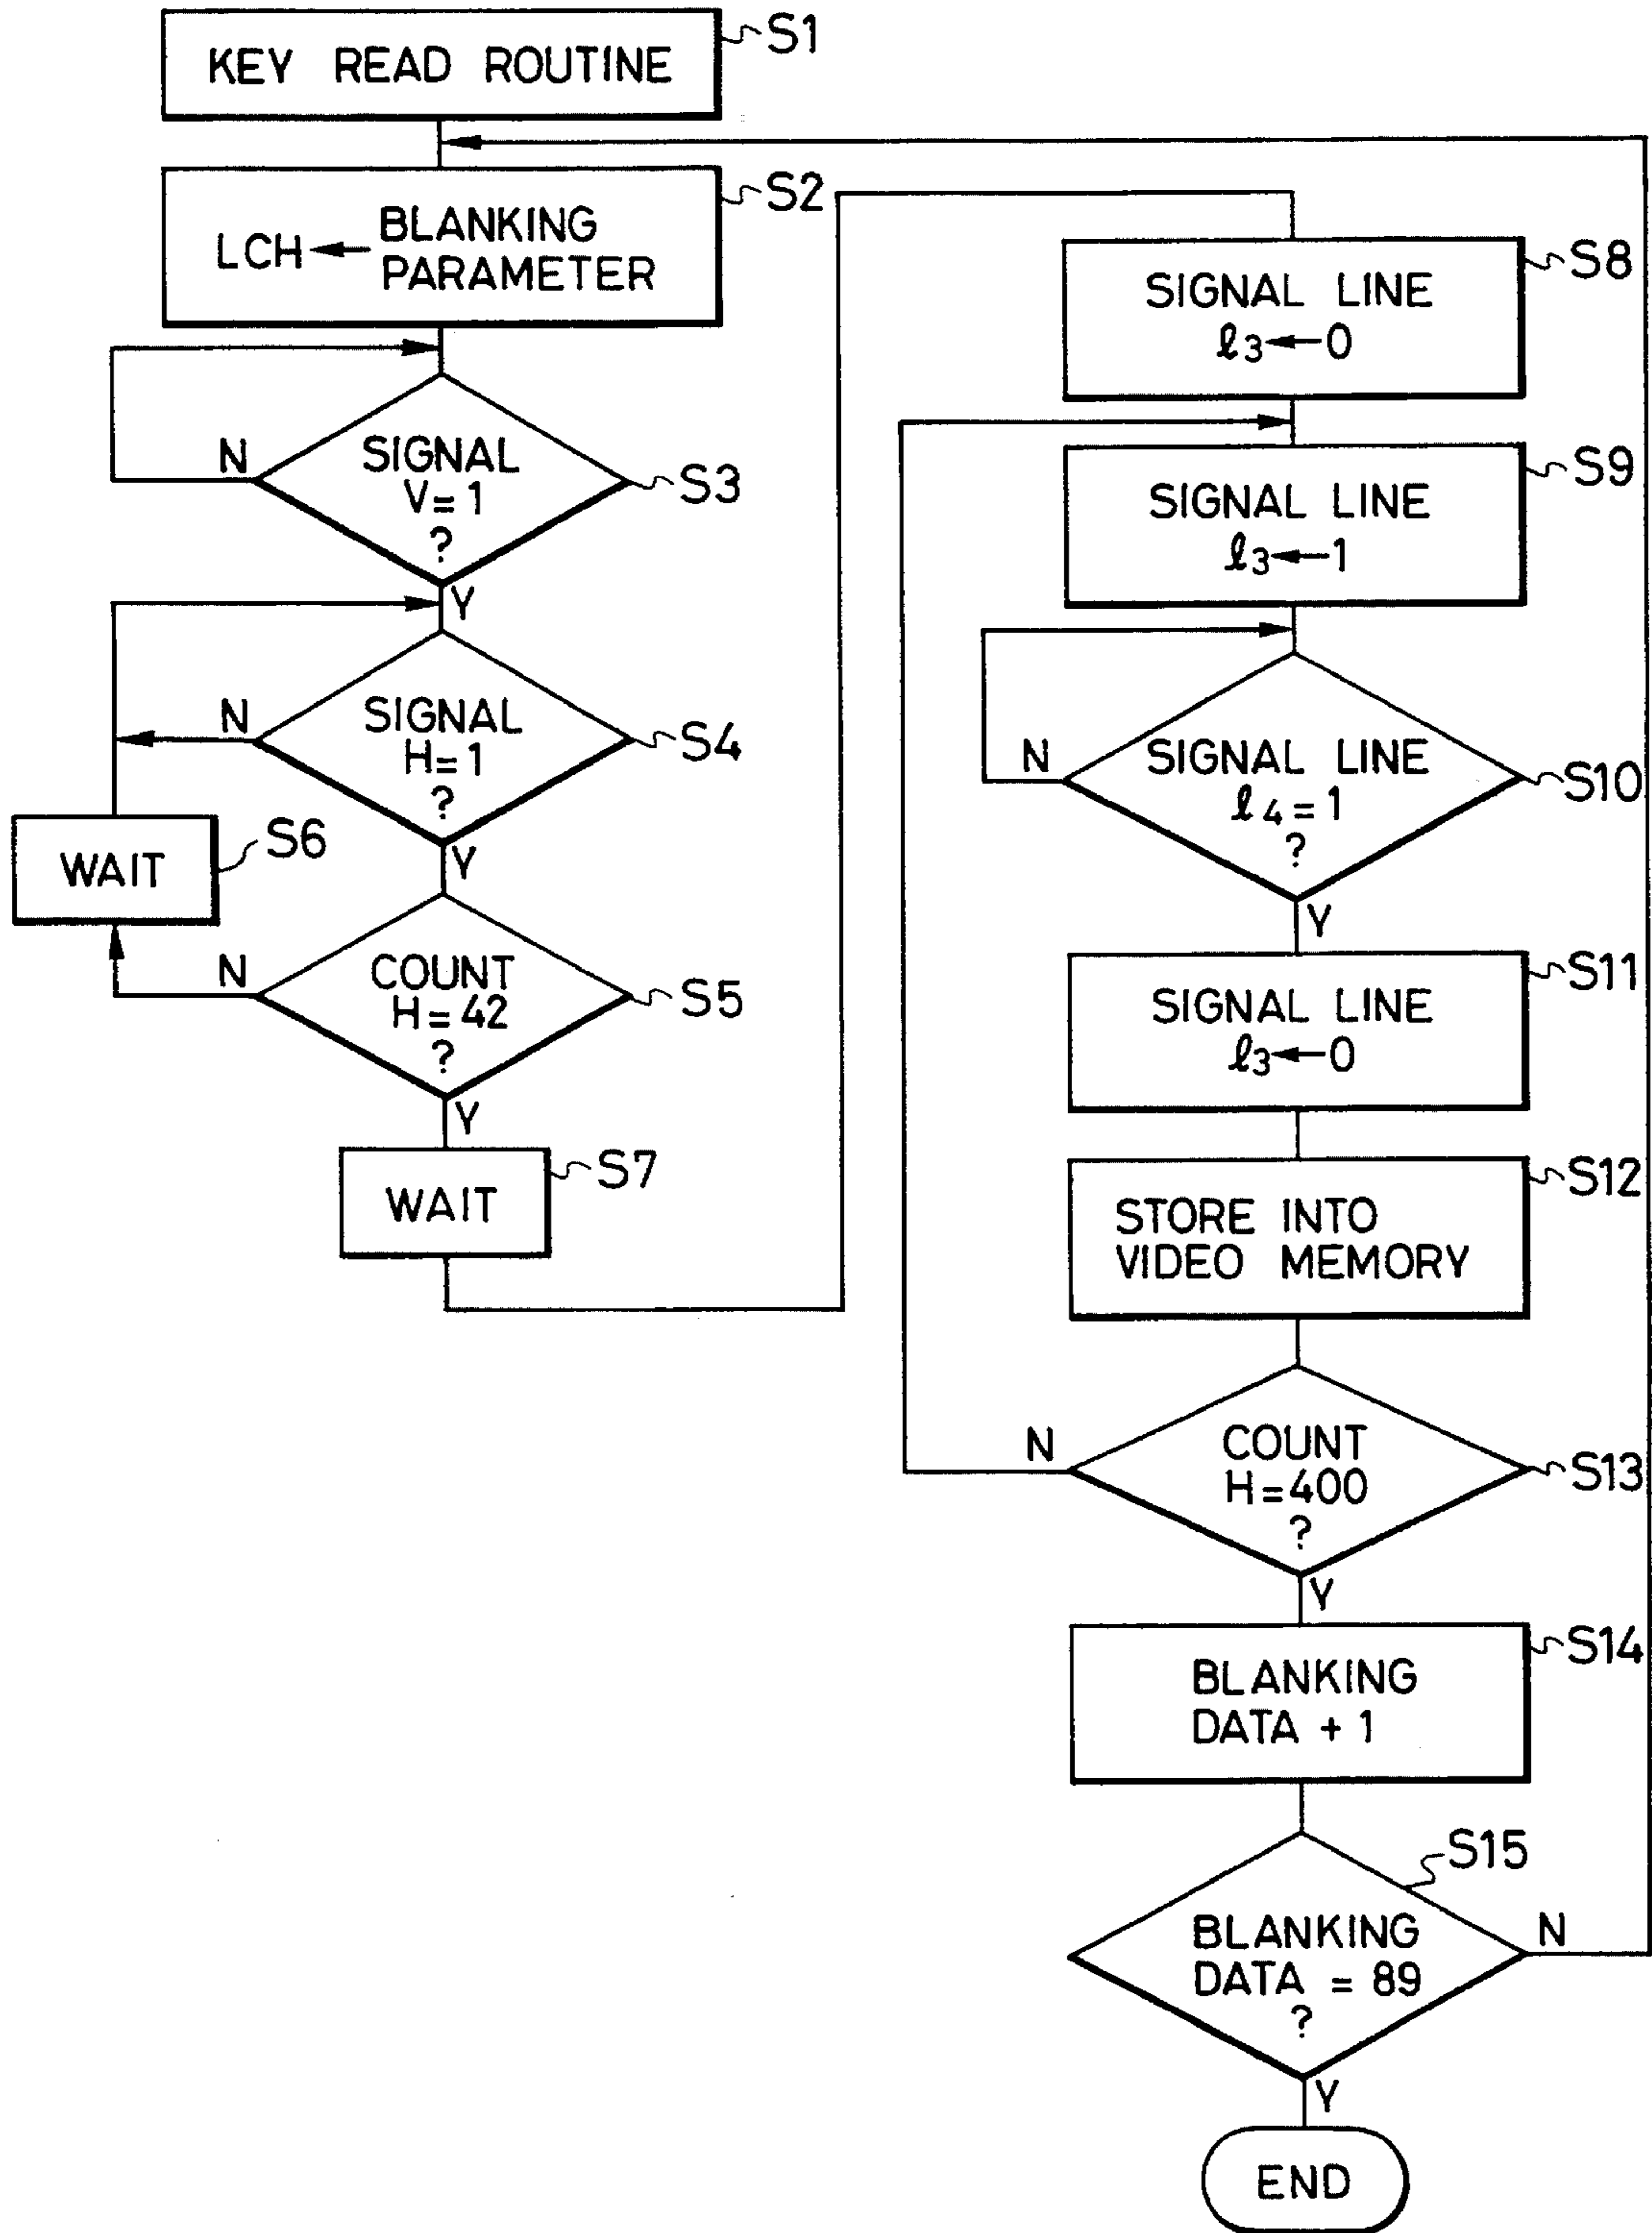 KEY READ ROUTINE
S1
LCH ← BLANKING
PARAMETER
S2
SIGNAL
V=1
?
N
Y
S3
SIGNAL
H=1
?
N
Y
S4
WAIT
S6
COUNT
H=42
?
N
Y
S5
WAIT
S7
SIGNAL LINE
ℓ3←0
S8
SIGNAL LINE
ℓ3←1
S9
SIGNAL LINE
ℓ4=1
?
N
Y
S10
SIGNAL LINE
ℓ3←0
S11
STORE INTO
VIDEO MEMORY
S12
COUNT
H=400
?
N
Y
S13
BLANKING
DATA + 1
S14
BLANKING
DATA = 89
?
N
Y
S15
END